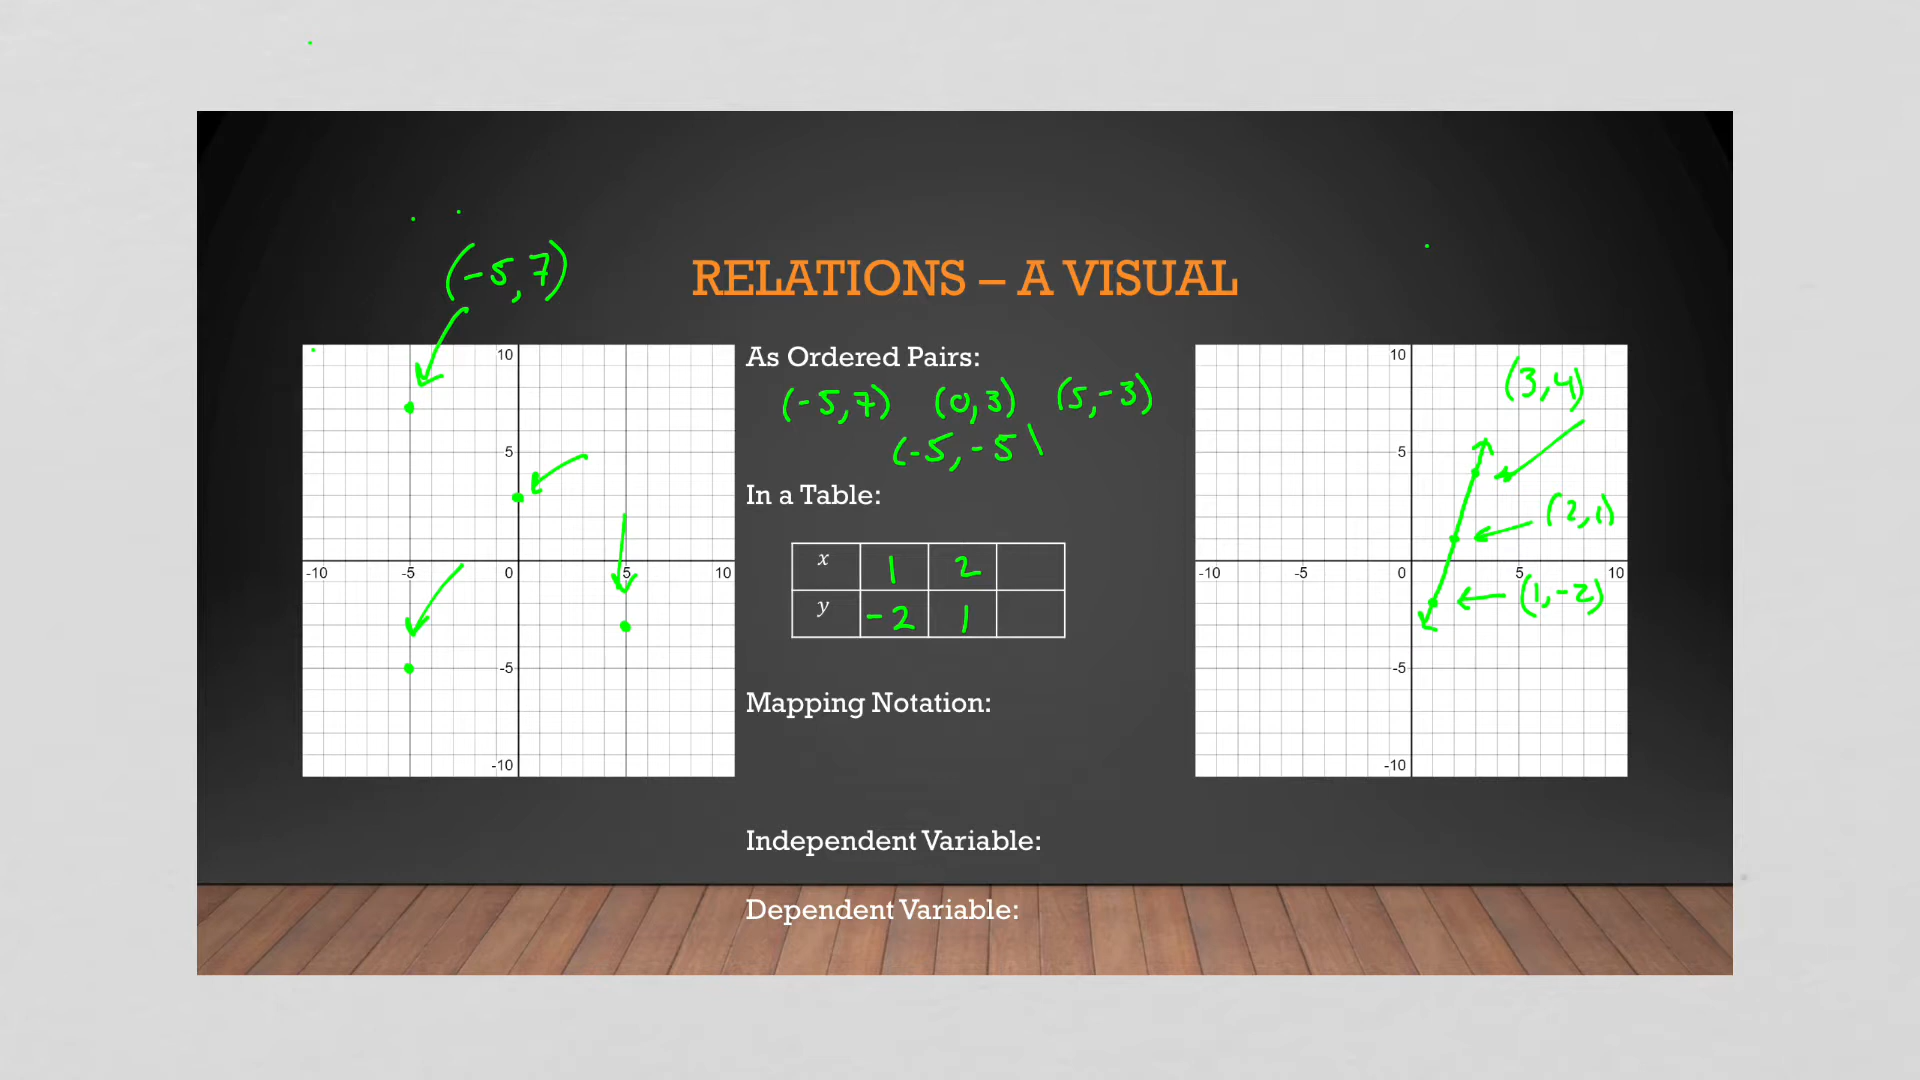 (-5,7)
RELATIONS – A VISUAL
As Ordered Pairs:
(-5,7) (0,3) (5,-3)
(-5,-5\
In a Table:
x 1 2
y -2 1
Mapping Notation:
Independent Variable:
Dependent Variable:
10
5
-10 -5 0 5 10
-5
-10
10
(3,4)
5
(2,1)
-10 -5 0 5 10
(1,-2)
-5
-10